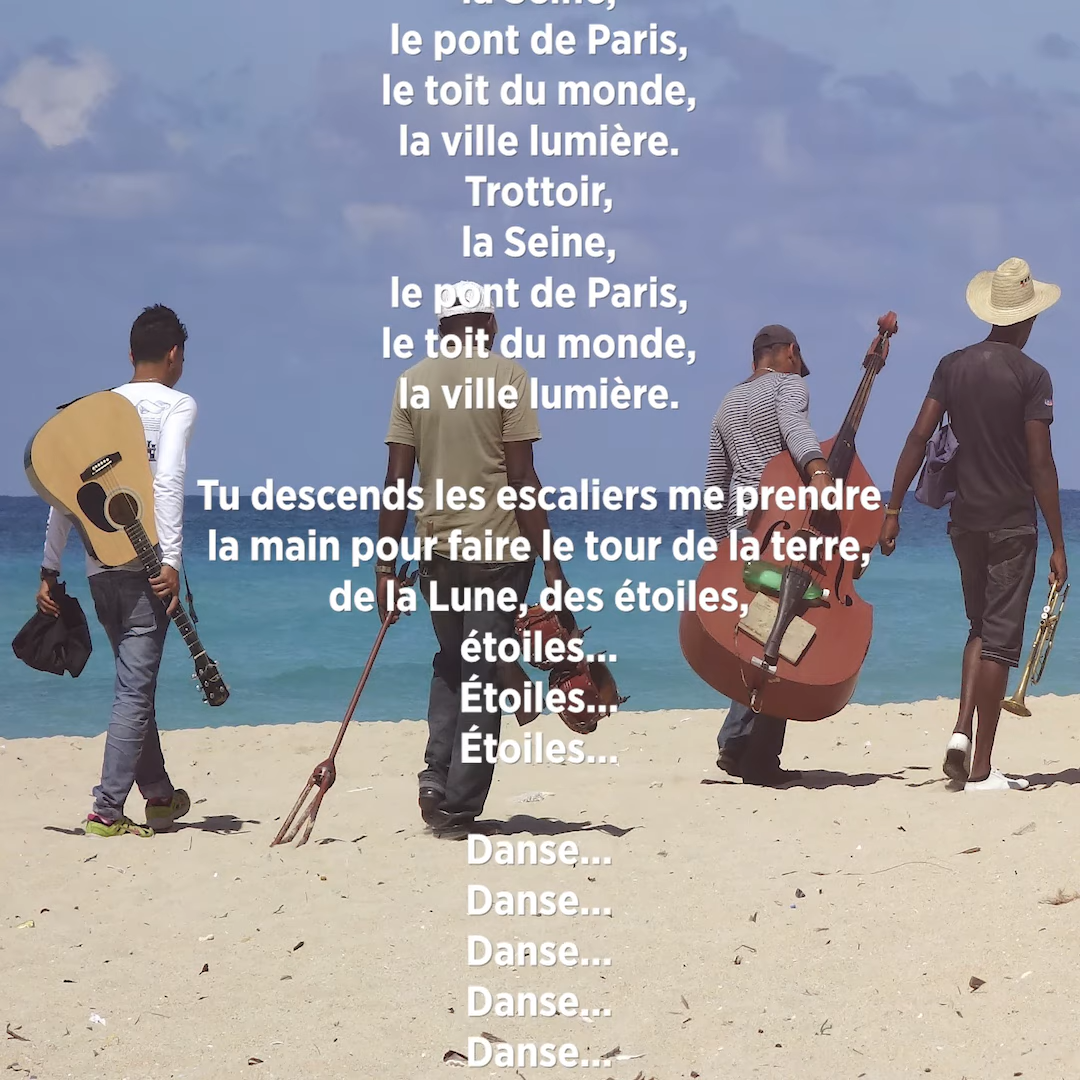 la Seine,
le pont de Paris,
le toit du monde,
la ville lumière.
Trottoir,
la Seine,
le pont de Paris,
le toit du monde,
la ville lumière.
Tu descends les escaliers me prendre
la main pour faire le tour de la terre,
de la Lune, des étoiles,
étoiles...
Étoiles...
Étoiles...
Danse...
Danse...
Danse...
Danse...
Danse...